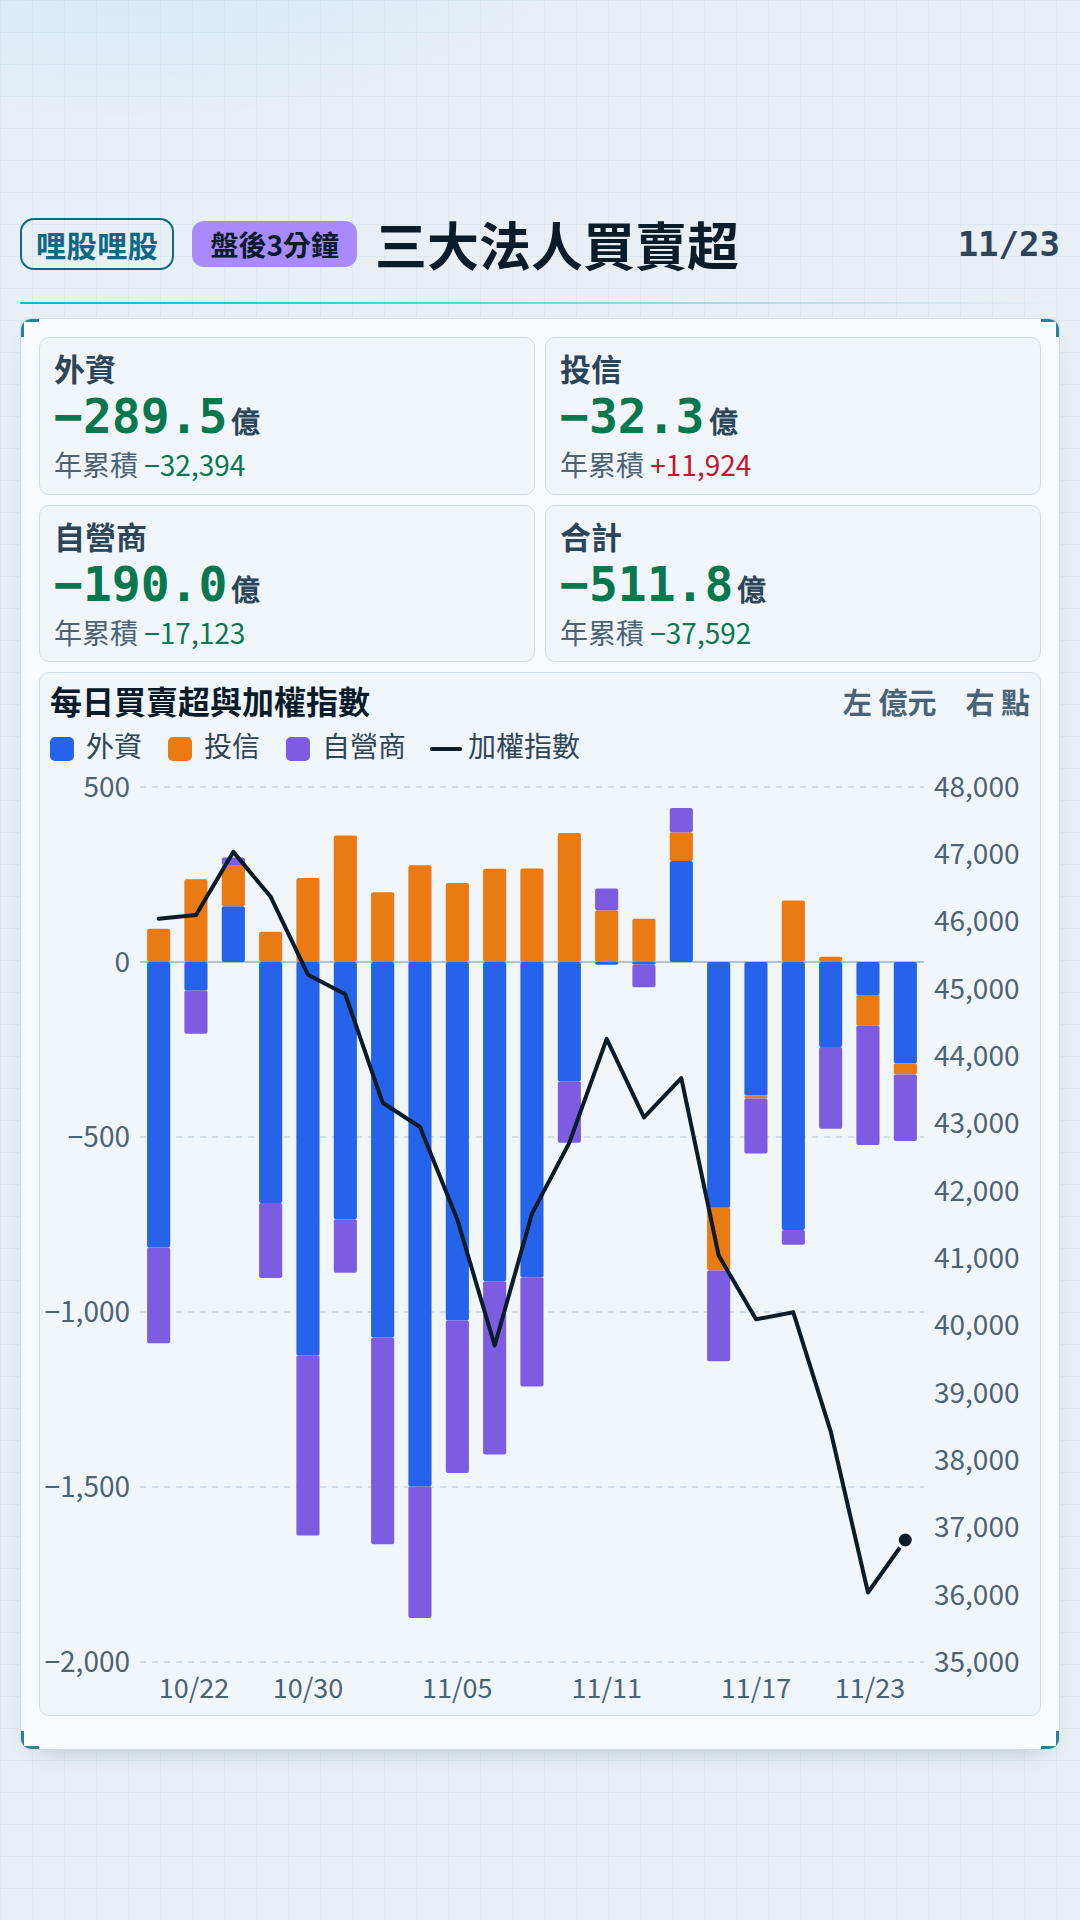 哩股哩股 盤後3分鐘 三大法人買賣超 11/23
外資
−289.5億
年累積 −32,394
投信
−32.3億
年累積 +11,924
自營商
−190.0億
年累積 −17,123
合計
−511.8億
年累積 −37,592
每日買賣超與加權指數 左 億元 右 點
外資 投信 自營商 加權指數
500 48,000
47,000
46,000
0
45,000
44,000
−500 43,000
42,000
41,000
−1,000 40,000
39,000
38,000
−1,500
37,000
36,000
−2,000 35,000
10/22 10/30 11/05 11/11 11/17 11/23